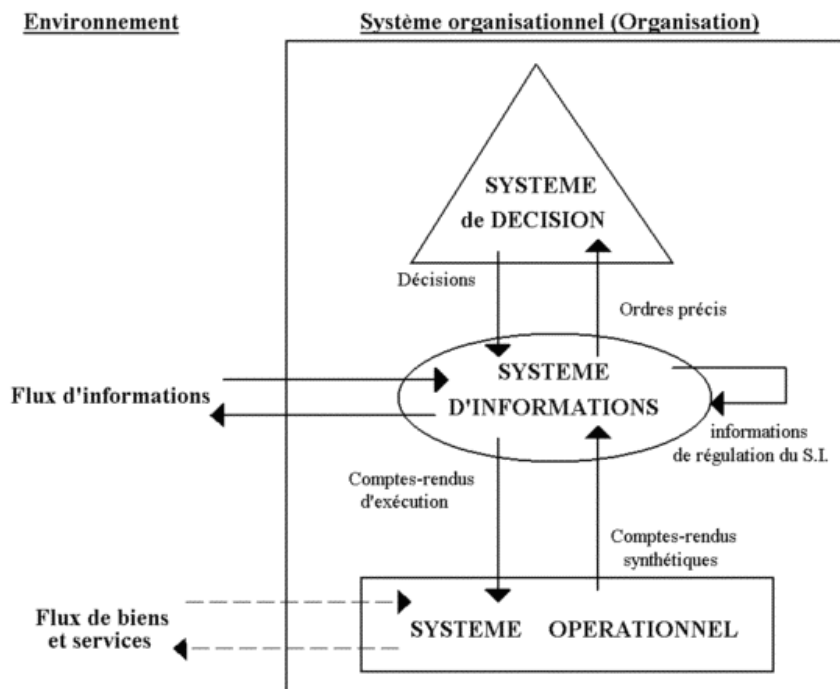 Environnement
Système organisationnel (Organisation)
SYSTEME
de DECISION
Décisions
Ordres précis
Flux d'informations
SYSTEME
D'INFORMATIONS
informations
de régulation du S.I.
Comptes-rendus
d'exécution
Comptes-rendus
synthétiques
Flux de biens
et services
SYSTEME OPERATIONNEL